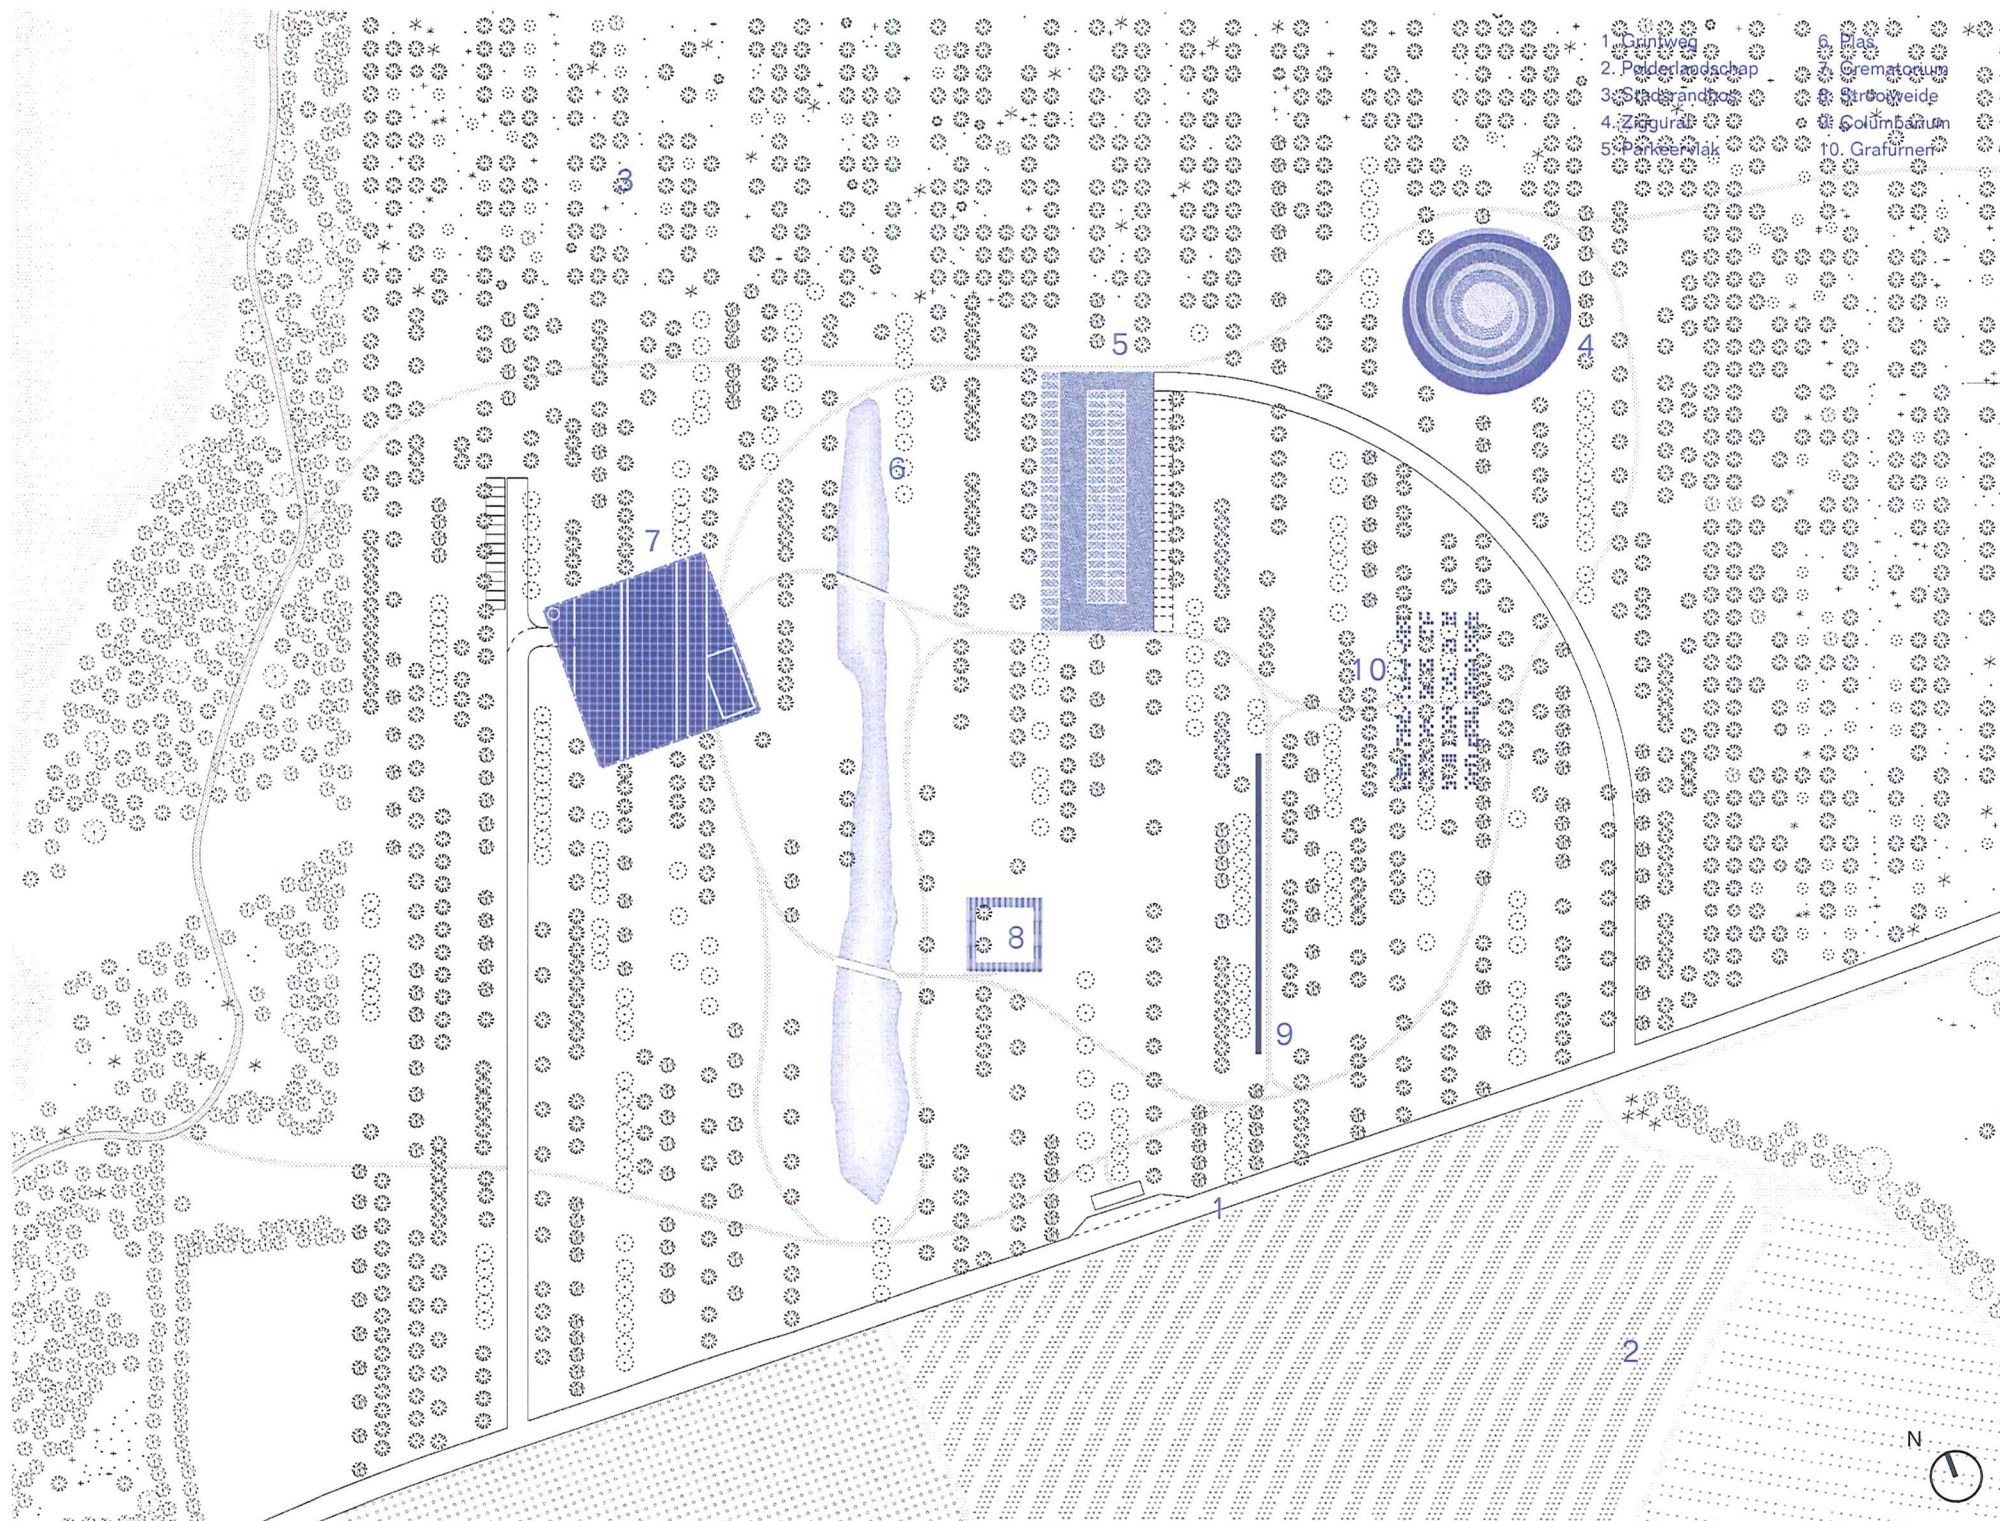 1. Grintweg
2. Polderlandschap
3. Stadsrandbos
4. Ziggurat
5. Parkeervlak
6. Plas
7. Crematorium
8. Strooiweide
9. Columbarium
10. Grafurnen
3
5
4
6
7
10
8
9
1
2
N